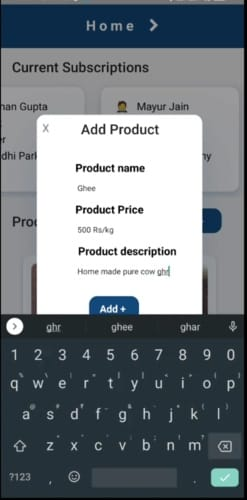 Home >
Current Subscriptions
han Gupta
Mayur Jain
er
dhi Park
ny
X
Add Product
Product name
Ghee
Product Price
500 Rs/kg
Product description
Home made pure cow ghr
Add +
Pro
ghr ghee ghar
1 2 3 4 5 6 7 8 9 0
q w e r t y u i o p
a s d f g h j k l
z x c v b n m
?123 , .